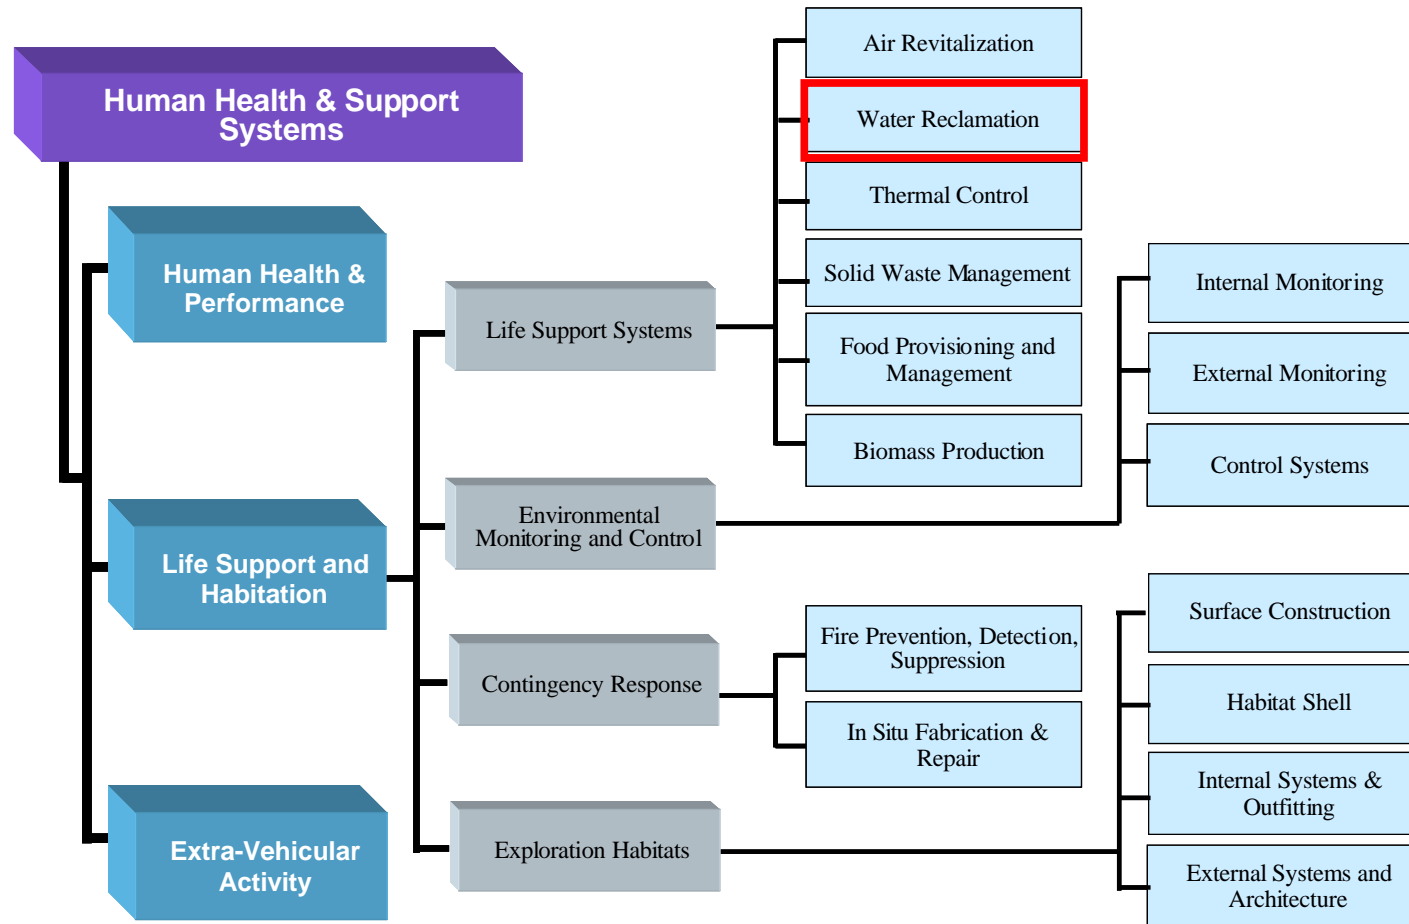 Human Health & Support
Systems
Human Health &
Performance
Life Support and
Habitation
Extra-Vehicular
Activity
Life Support Systems
Environmental
Monitoring and Control
Contingency Response
Exploration Habitats
Air Revitalization
Water Reclamation
Thermal Control
Solid Waste Management
Food Provisioning and
Management
Biomass Production
Fire Prevention, Detection,
Suppression
In Situ Fabrication &
Repair
Internal Monitoring
External Monitoring
Control Systems
Surface Construction
Habitat Shell
Internal Systems &
Outfitting
External Systems and
Architecture